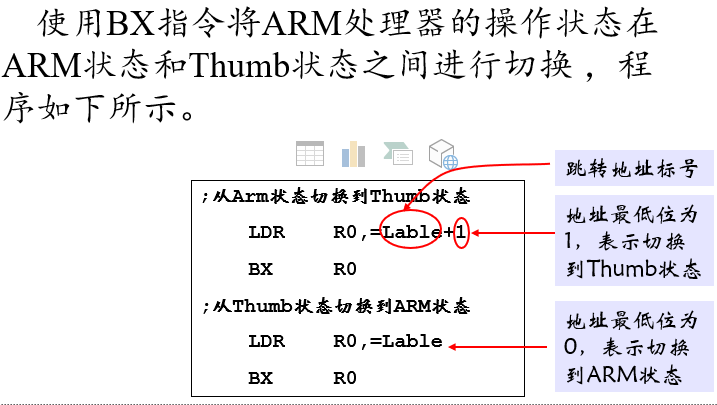 使用BX指令将ARM处理器的操作状态在
ARM状态和Thumb状态之间进行切换，程
序如下所示。
跳转地址标号
;从Arm状态切换到Thumb状态
LDR R0,=Lable+1
BX R0
地址最低位为
1，表示切换
到Thumb状态
;从Thumb状态切换到ARM状态
LDR R0,=Lable
BX R0
地址最低位为
0，表示切换
到ARM状态